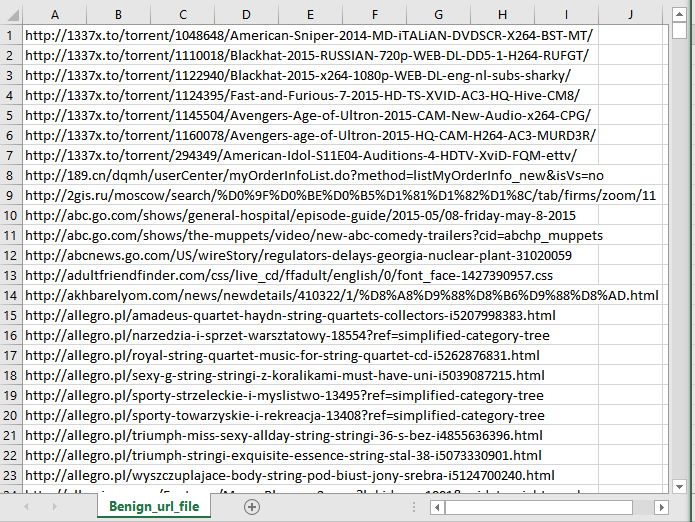 A B C D E F G H I J
1 http://1337x.to/torrent/1048648/American-Sniper-2014-MD-iTALiAN-DVDSCR-X264-BST-MT/
2 http://1337x.to/torrent/1110018/Blackhat-2015-RUSSIAN-720p-WEB-DL-DD5-1-H264-RUFGT/
3 http://1337x.to/torrent/1122940/Blackhat-2015-x264-1080p-WEB-DL-eng-nl-subs-sharky/
4 http://1337x.to/torrent/1124395/Fast-and-Furious-7-2015-HD-TS-XVID-AC3-HQ-Hive-CM8/
5 http://1337x.to/torrent/1145504/Avengers-Age-of-Ultron-2015-CAM-New-Audio-x264-CPG/
6 http://1337x.to/torrent/1160078/Avengers-age-of-Ultron-2015-HQ-CAM-H264-AC3-MURD3R/
7 http://1337x.to/torrent/294349/American-Idol-S11E04-Auditions-4-HDTV-XviD-FQM-ettv/
8 http://189.cn/dqmh/userCenter/myOrderInfoList.do?method=listMyOrderInfo_new&isVs=no
9 http://2gis.ru/moscow/search/%D0%9F%D0%BE%D0%B5%D1%81%D1%82%D1%8C/tab/firms/zoom/11
10 http://abc.go.com/shows/general-hospital/episode-guide/2015-05/08-friday-may-8-2015
11 http://abc.go.com/shows/the-muppets/video/new-abc-comedy-trailers?cid=abchp_muppets
12 http://abcnews.go.com/US/wireStory/regulators-delays-georgia-nuclear-plant-31020059
13 http://adultfriendfinder.com/css/live_cd/ffadult/english/0/font_face-1427390957.css
14 http://akhbarelyom.com/news/newdetails/410322/1/%D8%A8%D9%88%D8%B6%D9%88%D8%AD.html
15 http://allegro.pl/amadeus-quartet-haydn-string-quartets-collectors-i5207998383.html
16 http://allegro.pl/narzedzia-i-sprzet-warsztatowy-18554?ref=simplified-category-tree
17 http://allegro.pl/royal-string-quartet-music-for-string-quartet-cd-i5262876831.html
18 http://allegro.pl/sexy-g-string-stringi-z-koralikami-must-have-uni-i5039087215.html
19 http://allegro.pl/sporty-strzeleckie-i-myslistwo-13495?ref=simplified-category-tree
20 http://allegro.pl/sporty-towarzyskie-i-rekreacja-13408?ref=simplified-category-tree
21 http://allegro.pl/triumph-miss-sexy-allday-string-stringi-36-s-bez-i4855636396.html
22 http://allegro.pl/triumph-stringi-exquisite-essence-string-stal-38-i5073330901.html
23 http://allegro.pl/wyszczuplajace-body-string-pod-biust-jony-srebra-i5124700240.html
Benign_url_file